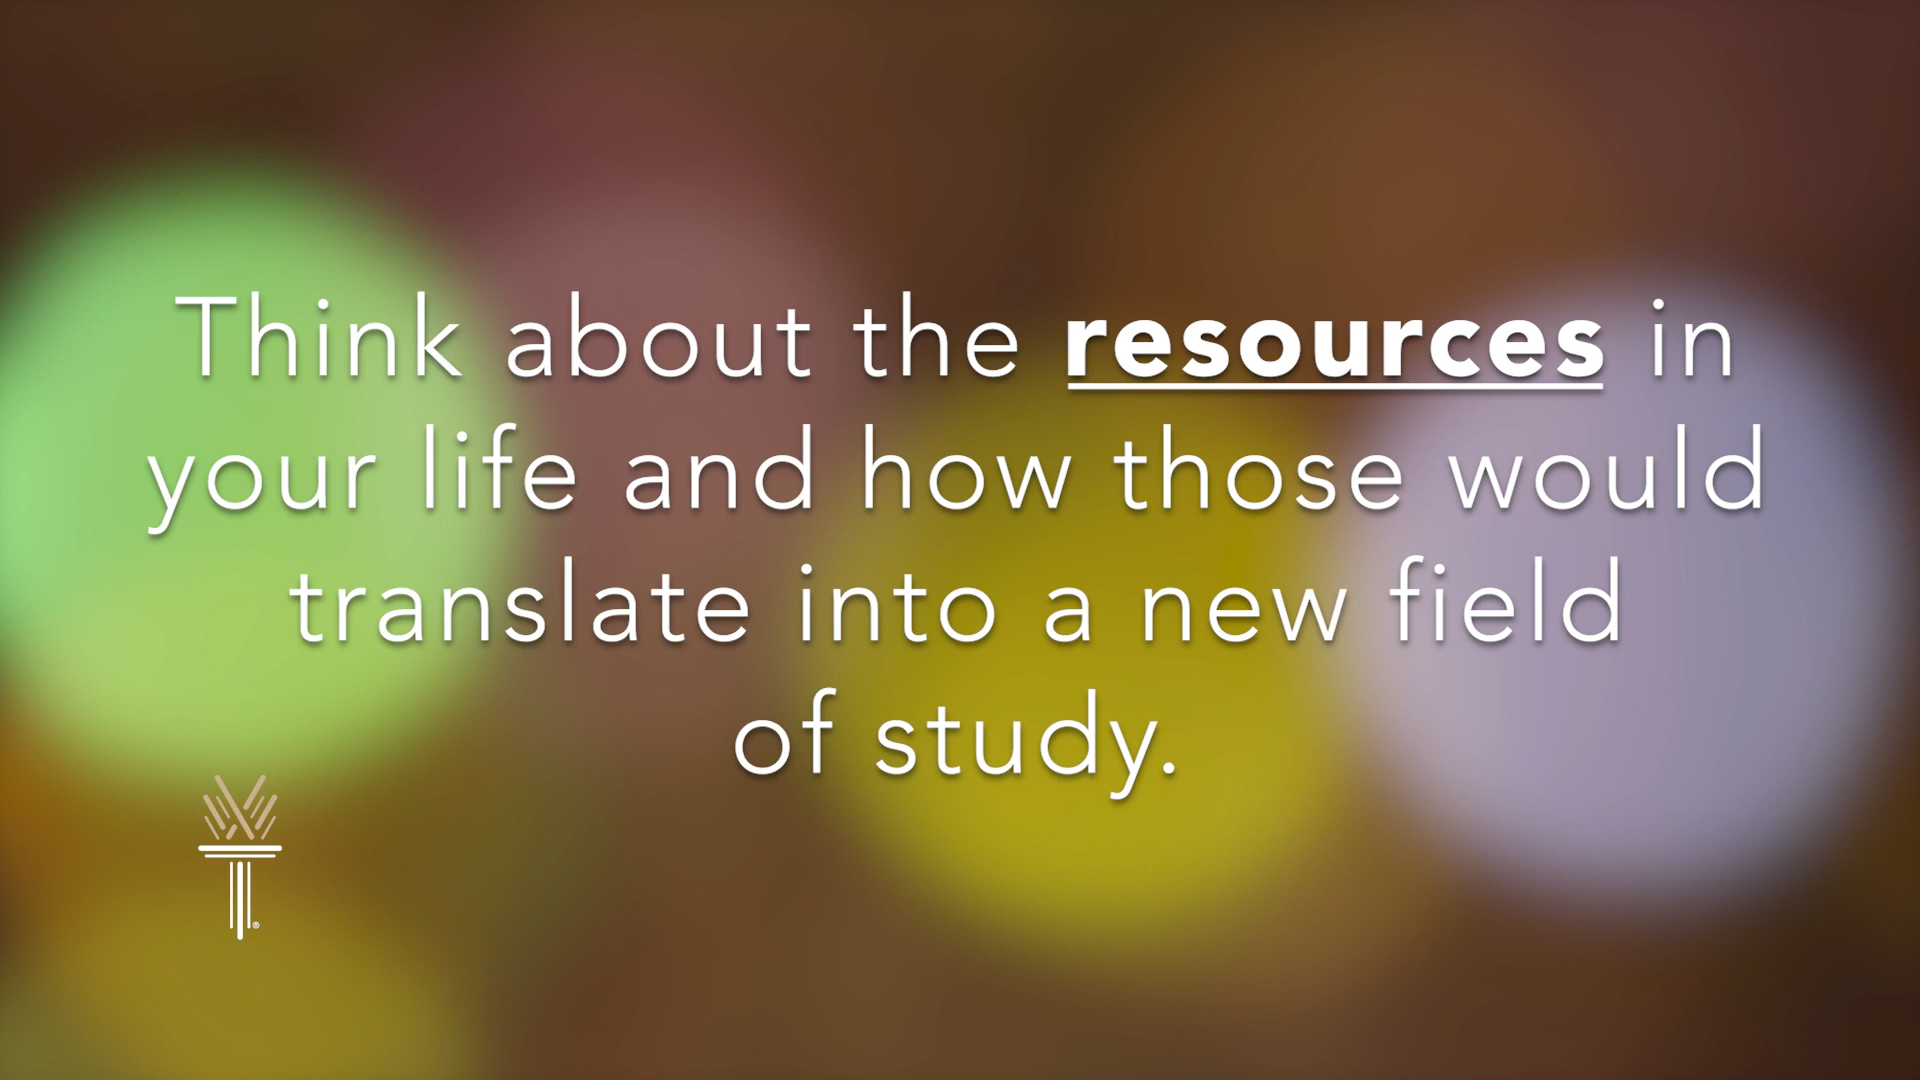 Think about the resources in
your life and how those would
translate into a new field
of study.
®